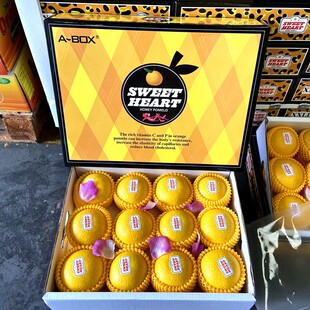 A-BOX®
SWEET
HEART
HONEY POMELO
The rich vitamin C and P in orange
pomelo can increase the body's resistance,
increase the elasticity of capillaries and
reduce blood cholesterol.
SWEET
HEART